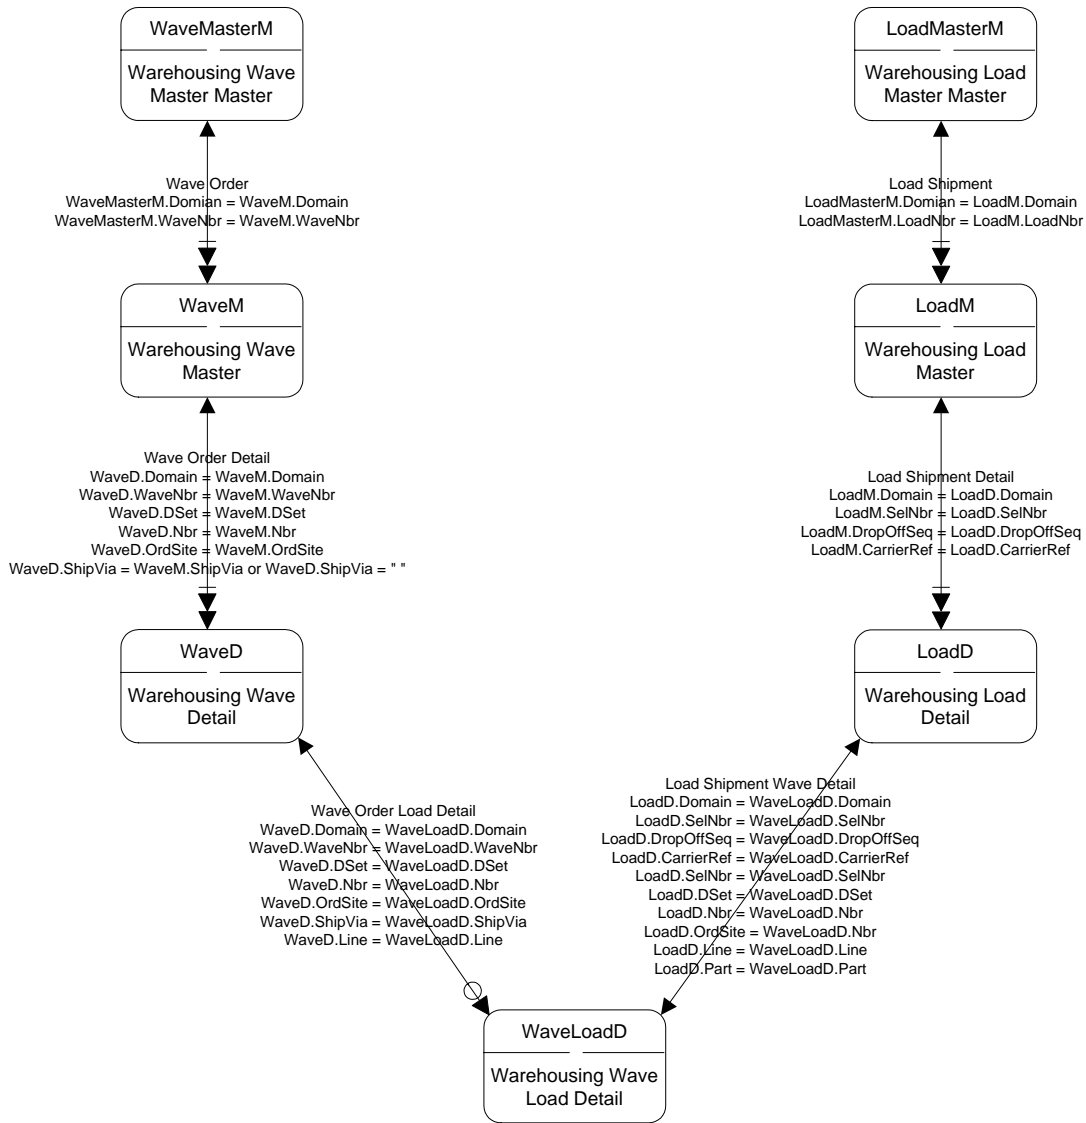 WaveMasterM
Warehousing Wave
Master Master
LoadMasterM
Warehousing Load
Master Master
Wave Order
WaveMasterM.Domian = WaveM.Domain
WaveMasterM.WaveNbr = WaveM.WaveNbr
Load Shipment
LoadMasterM.Domian = LoadM.Domain
LoadMasterM.LoadNbr = LoadM.LoadNbr
WaveM
Warehousing Wave
Master
LoadM
Warehousing Load
Master
Wave Order Detail
WaveD.Domain = WaveM.Domain
WaveD.WaveNbr = WaveM.WaveNbr
WaveD.DSet = WaveM.DSet
WaveD.Nbr = WaveM.Nbr
WaveD.OrdSite = WaveM.OrdSite
WaveD.ShipVia = WaveM.ShipVia or WaveD.ShipVia = " "
Load Shipment Detail
LoadM.Domain = LoadD.Domain
LoadM.SelNbr = LoadD.SelNbr
LoadM.DropOffSeq = LoadD.DropOffSeq
LoadM.CarrierRef = LoadD.CarrierRef
WaveD
Warehousing Wave
Detail
LoadD
Warehousing Load
Detail
Wave Order Load Detail
WaveD.Domain = WaveLoadD.Domain
WaveD.WaveNbr = WaveLoadD.WaveNbr
WaveD.DSet = WaveLoadD.DSet
WaveD.Nbr = WaveLoadD.Nbr
WaveD.OrdSite = WaveLoadD.OrdSite
WaveD.ShipVia = WaveLoadD.ShipVia
WaveD.Line = WaveLoadD.Line
Load Shipment Wave Detail
LoadD.Domain = WaveLoadD.Domain
LoadD.SelNbr = WaveLoadD.SelNbr
LoadD.DropOffSeq = WaveLoadD.DropOffSeq
LoadD.CarrierRef = WaveLoadD.CarrierRef
LoadD.SelNbr = WaveLoadD.SelNbr
LoadD.DSet = WaveLoadD.DSet
LoadD.Nbr = WaveLoadD.Nbr
LoadD.OrdSite = WaveLoadD.Nbr
LoadD.Line = WaveLoadD.Line
LoadD.Part = WaveLoadD.Part
WaveLoadD
Warehousing Wave
Load Detail